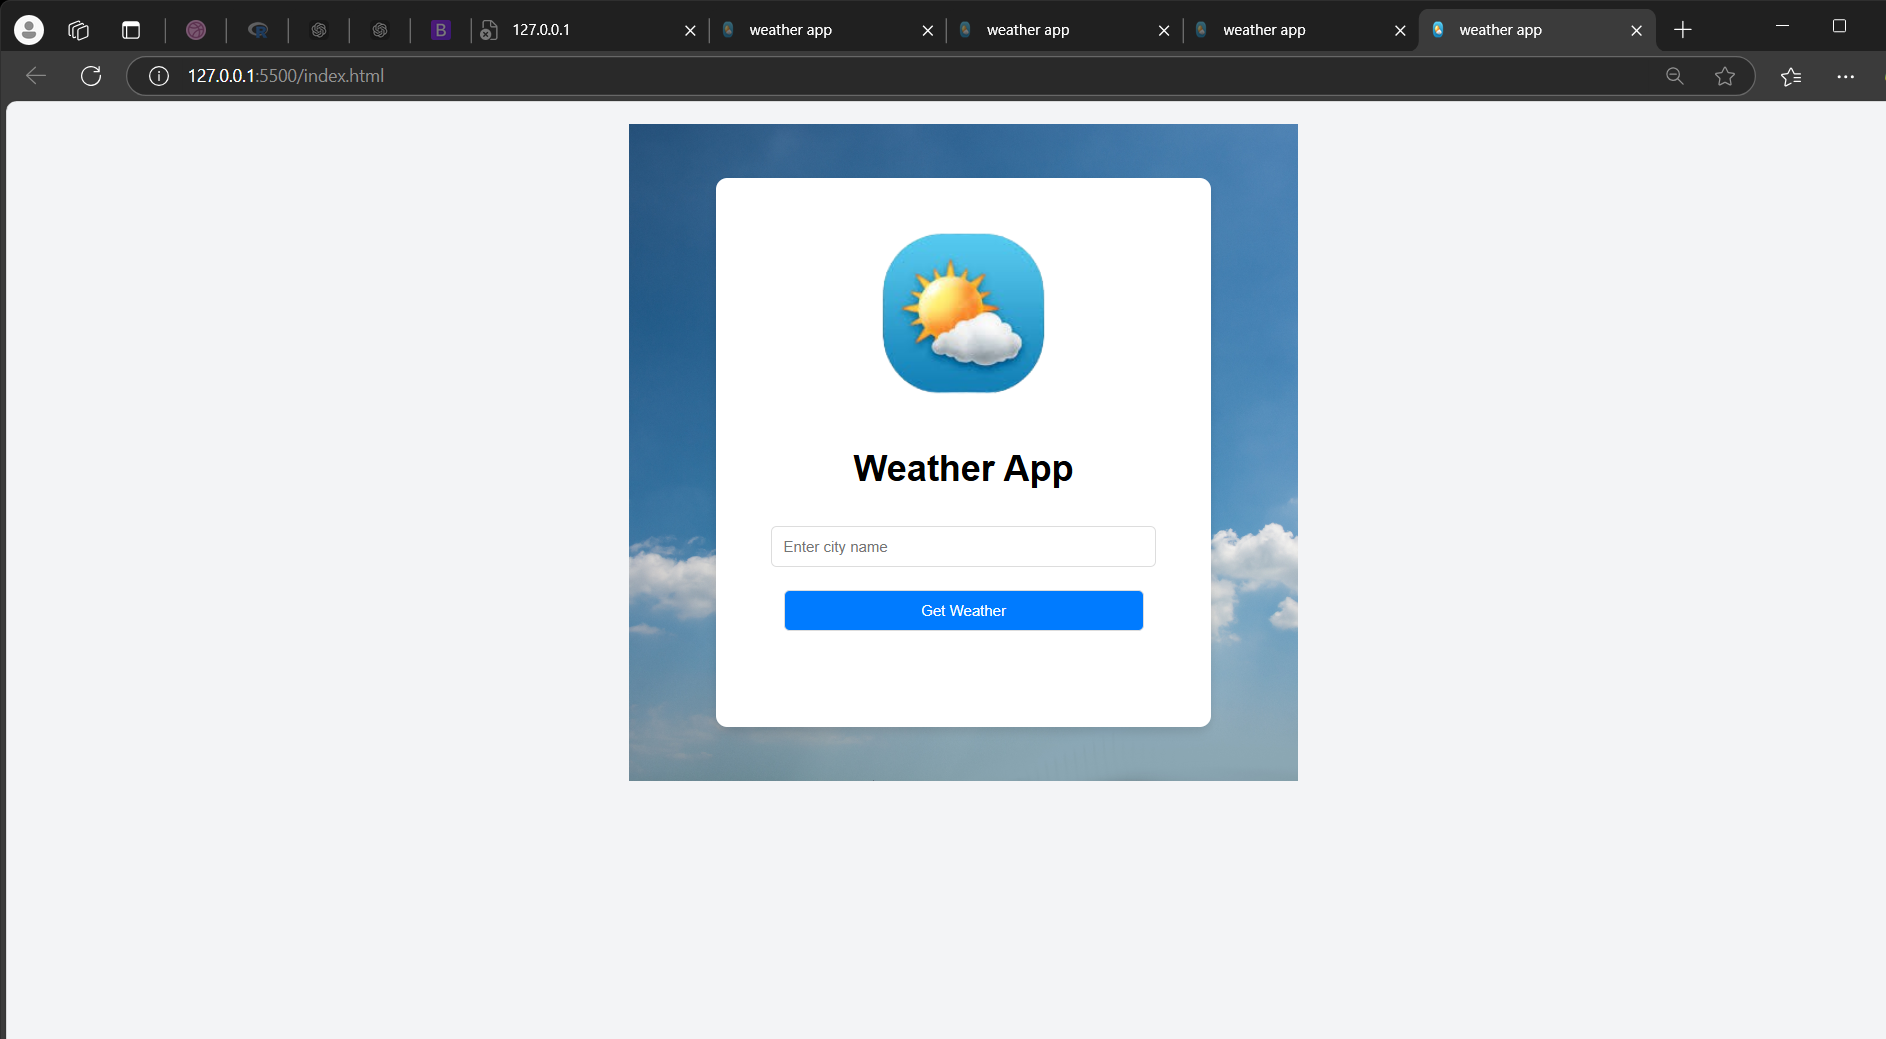 B
127.0.0.1
weather app
weather app
weather app
weather app
127.0.0.1:5500/index.html
Weather App
Enter city name
Get Weather